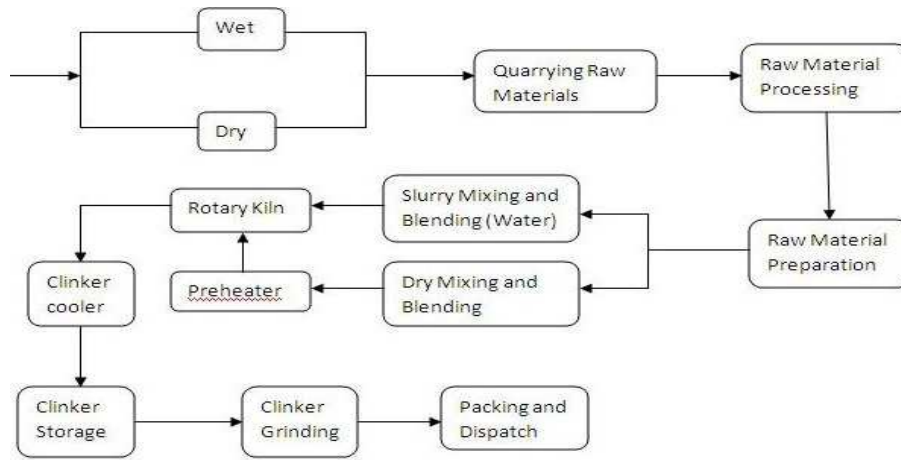 Wet
Dry
Quarrying Raw
Materials
Raw Material
Processing
Raw Material
Preparation
Slurry Mixing and
Blending (Water)
Dry Mixing and
Blending
Rotary Kiln
Preheater
Clinker
cooler
Clinker
Storage
Clinker
Grinding
Packing and
Dispatch